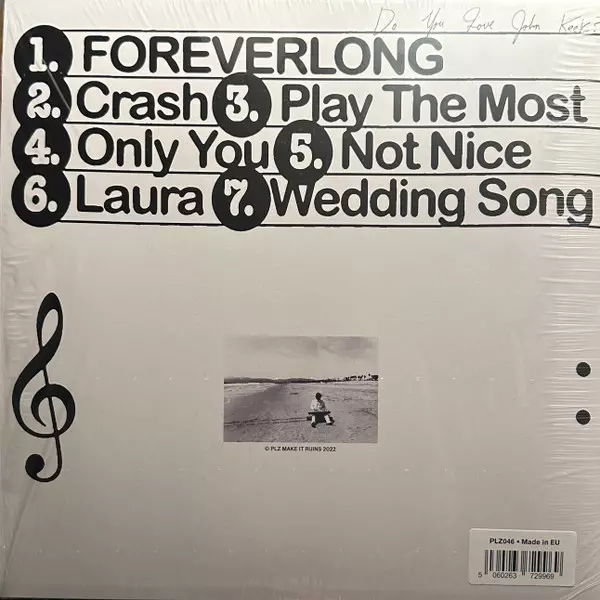 Do You Love John Keek?
1. FOREVERLONG
2. Crash 3. Play The Most
4. Only You 5. Not Nice
6. Laura 7. Wedding Song
© PLZ MAKE IT RUINS 2022
PLZ046 • Made in EU
5 060263 729969